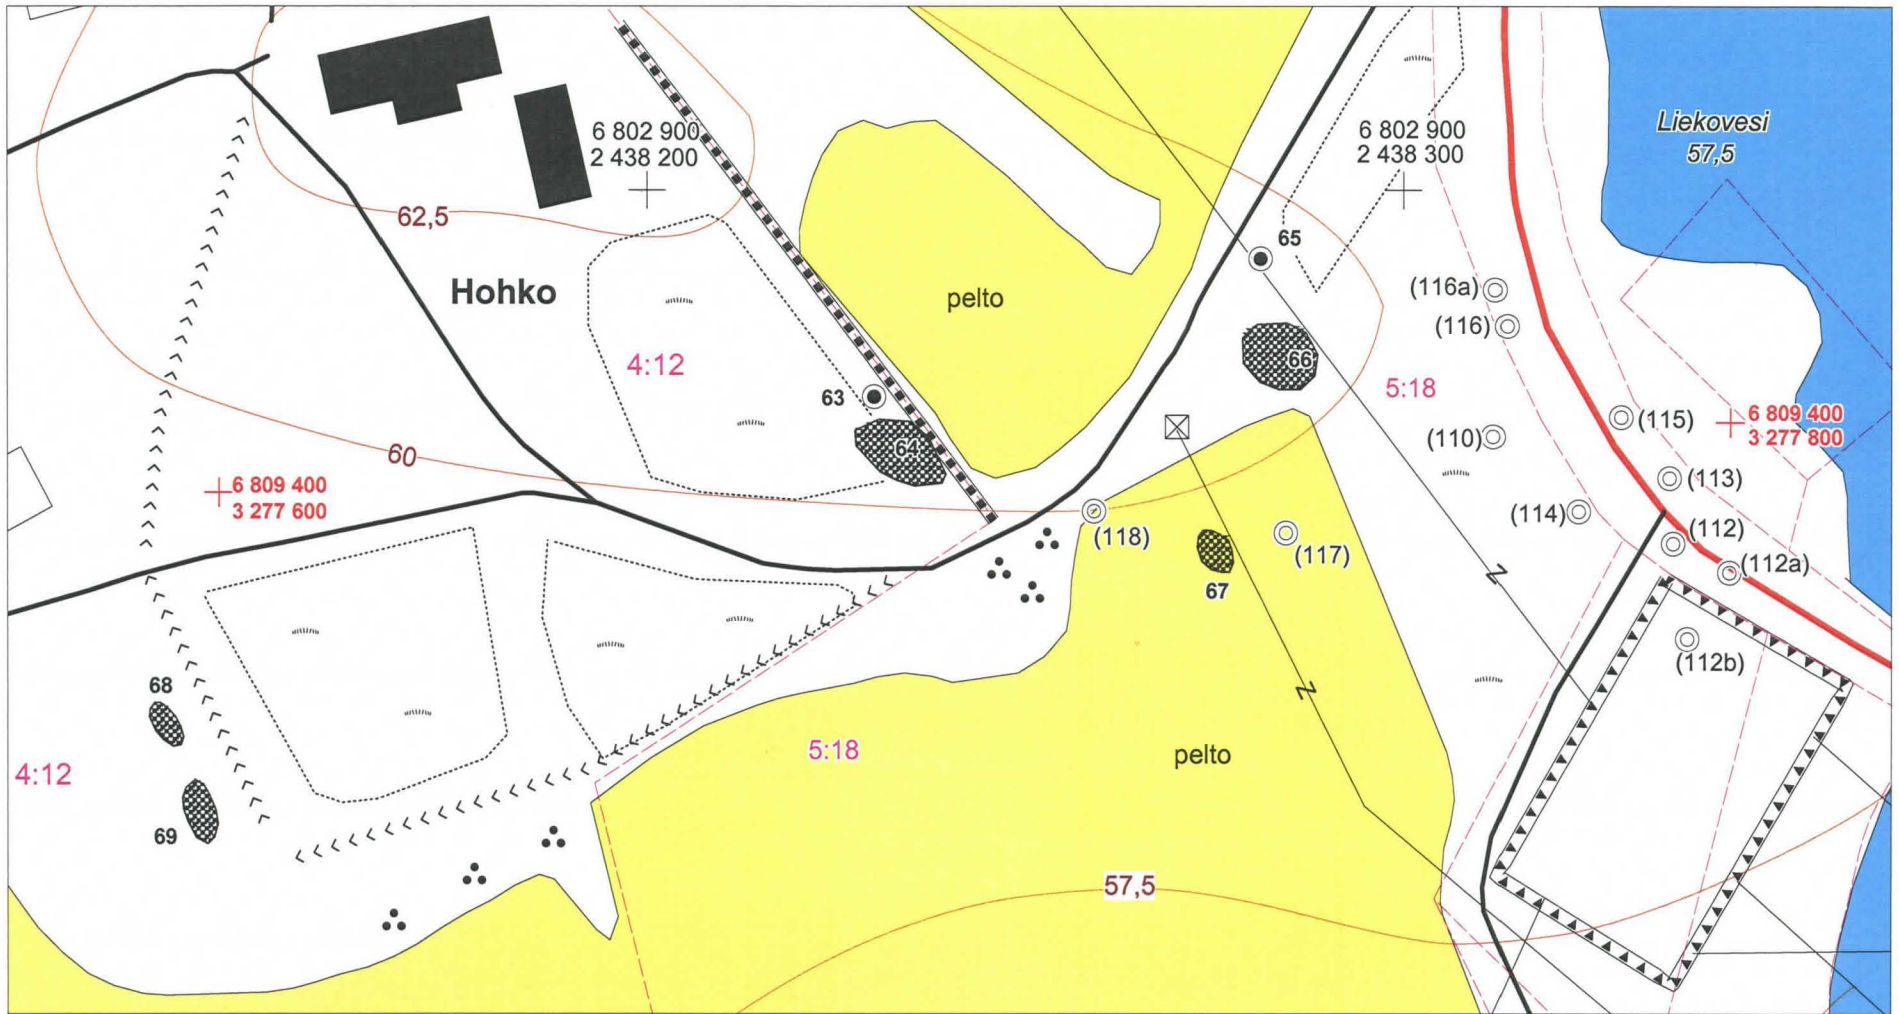 6 802 900
2 438 200
6 802 900
2 438 300
Liekovesi
57,5
62,5
65
Hohko
pelto
(116a)
(116)
4:12
66
5:18
63
6 809 400
3 277 800
(115)
64
(110)
60
6 809 400
3 277 600
(113)
(114)
(118)
(117)
(112)
(112a)
Z
67
(112b)
68
Z
5:18
pelto
4:12
69
57,5